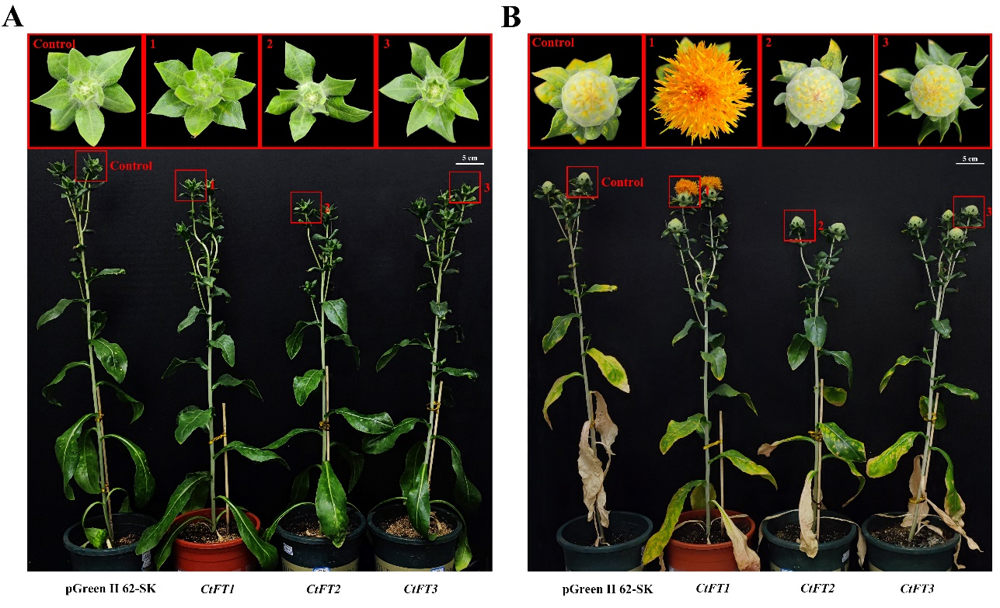 A
B
Control
1
2
3
Control
1
2
3
5 cm
5 cm
Control
1
2
3
Control
1
2
3
pGreen II 62-SK
CtFT1
CtFT2
CtFT3
pGreen II 62-SK
CtFT1
CtFT2
CtFT3